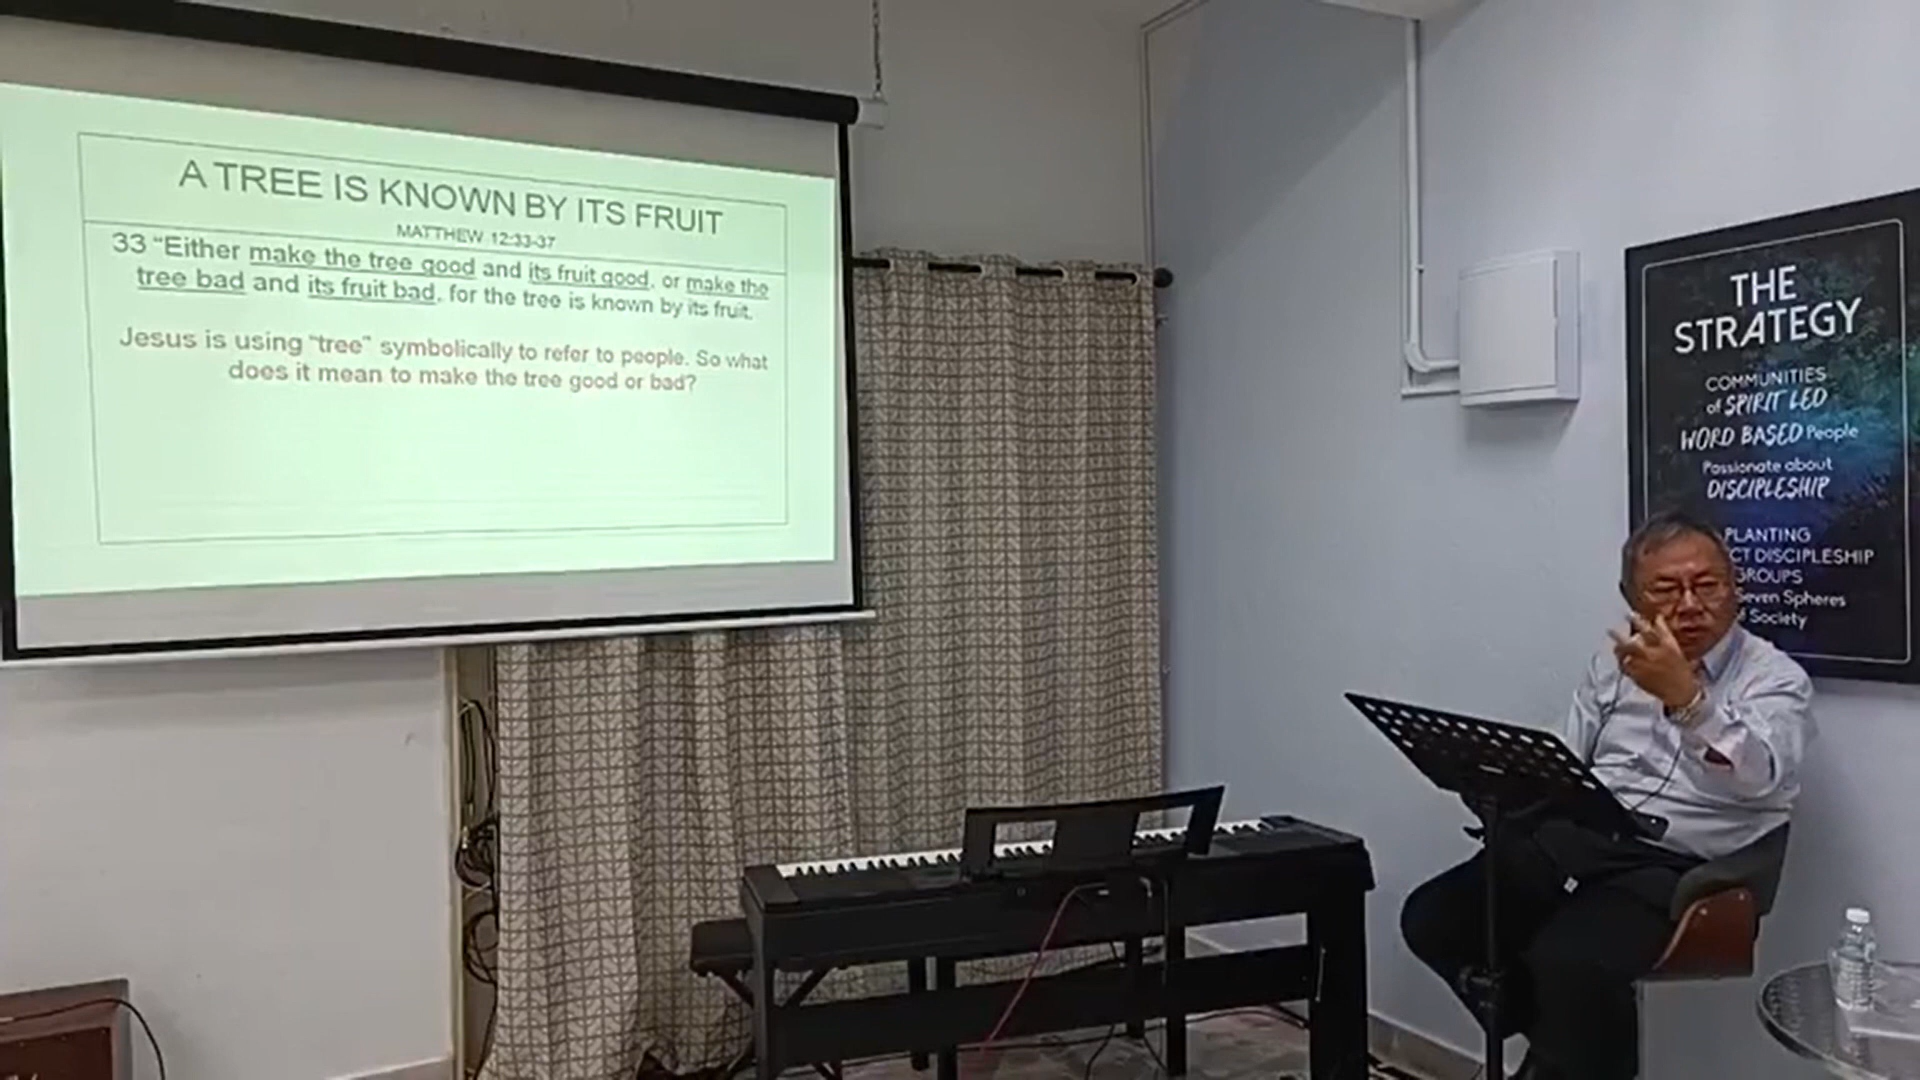 A TREE IS KNOWN BY ITS FRUIT
MATTHEW 12:33-37
33 “Either make the tree good and its fruit good, or make the
tree bad and its fruit bad, for the tree is known by its fruit.
Jesus is using “tree” symbolically to refer to people. So what
does it mean to make the tree good or bad?
THE
STRATEGY
COMMUNITIES
of SPIRIT LED
WORD BASED People
Passionate about
DISCIPLESHIP
PLANTING
CT DISCIPLESHIP
GROUPS
Seven Spheres
f Society